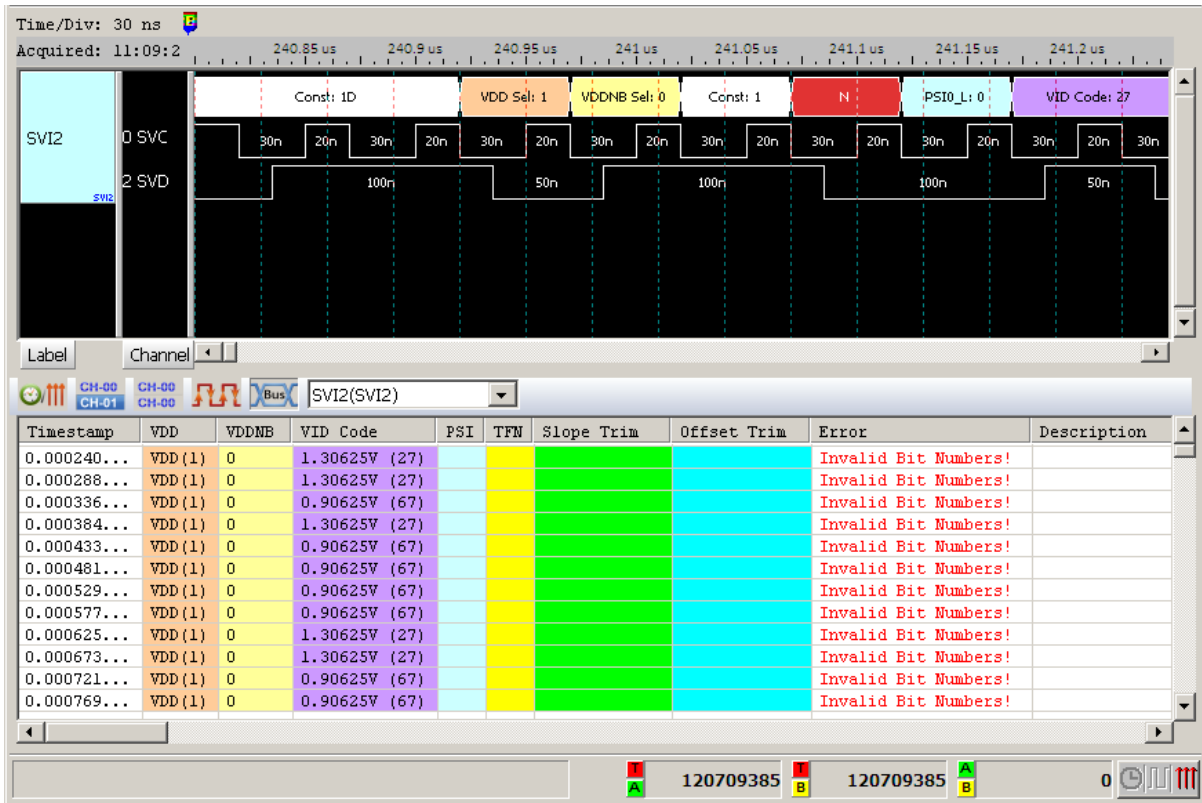 Time/Div: 30 ns
Acquired: 11:09:2
240.85 us 240.9 us 240.95 us 241 us 241.05 us 241.1 us 241.15 us 241.2 us
Const: 1D VDD Sel: 1 VDDNB Sel: 0 Const: 1 N PSI0_L: 0 VID Code: 27
SVI2
0 SVC 30n 20n 30n 20n 30n 20n 30n 20n 30n 20n 30n 20n 30n 20n 30n 20n 30n
2 SVD 100n 50n 100n 100n 50n
SVI2
Label Channel
CH-00 CH-00
CH-01 CH-00
Bus SVI2(SVI2)
Timestamp VDD VDDNB VID Code PSI TFN Slope Trim Offset Trim Error Description
0.000240... VDD(1) 0 1.30625V (27) Invalid Bit Numbers!
0.000288... VDD(1) 0 1.30625V (27) Invalid Bit Numbers!
0.000336... VDD(1) 0 0.90625V (67) Invalid Bit Numbers!
0.000384... VDD(1) 0 1.30625V (27) Invalid Bit Numbers!
0.000433... VDD(1) 0 0.90625V (67) Invalid Bit Numbers!
0.000481... VDD(1) 0 0.90625V (67) Invalid Bit Numbers!
0.000529... VDD(1) 0 0.90625V (67) Invalid Bit Numbers!
0.000577... VDD(1) 0 0.90625V (67) Invalid Bit Numbers!
0.000625... VDD(1) 0 1.30625V (27) Invalid Bit Numbers!
0.000673... VDD(1) 0 1.30625V (27) Invalid Bit Numbers!
0.000721... VDD(1) 0 0.90625V (67) Invalid Bit Numbers!
0.000769... VDD(1) 0 0.90625V (67) Invalid Bit Numbers!
T A 120709385 T B 120709385 A B 0